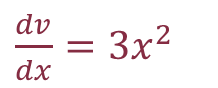 dv/dx = 3x²